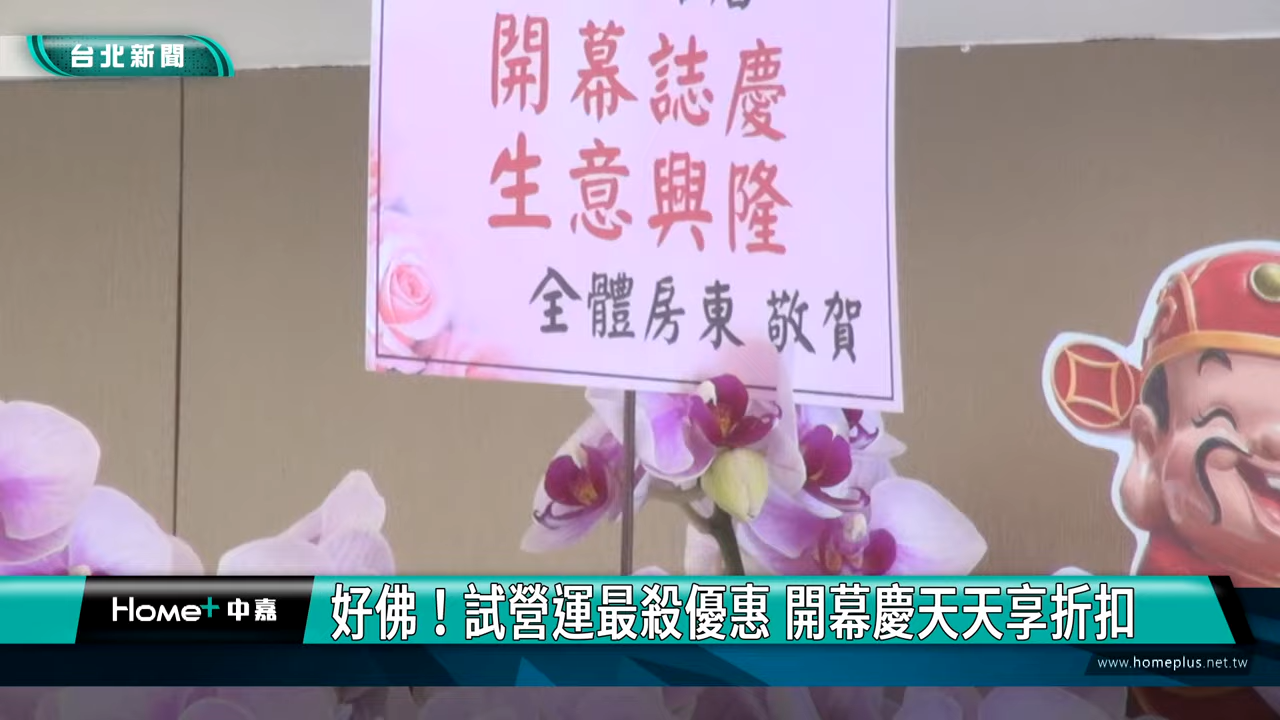 台北新聞
開幕誌慶
生意興隆
全體房東 敬賀
Home+中嘉
好佛！試營運最殺優惠 開幕慶天天享折扣
www.homeplus.net.tw